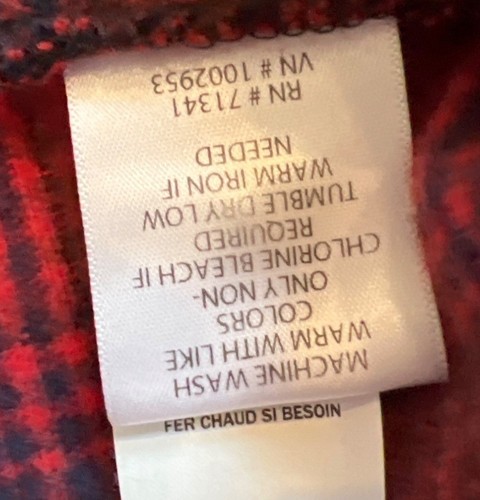 MACHINE WASH
WARM WITH LIKE
COLORS
ONLY NON-
CHLORINE BLEACH IF
REQUIRED
TUMBLE DRY LOW
WARM IRON IF
NEEDED
RN # 71341
VN # 1002953
FER CHAUD SI BESOIN